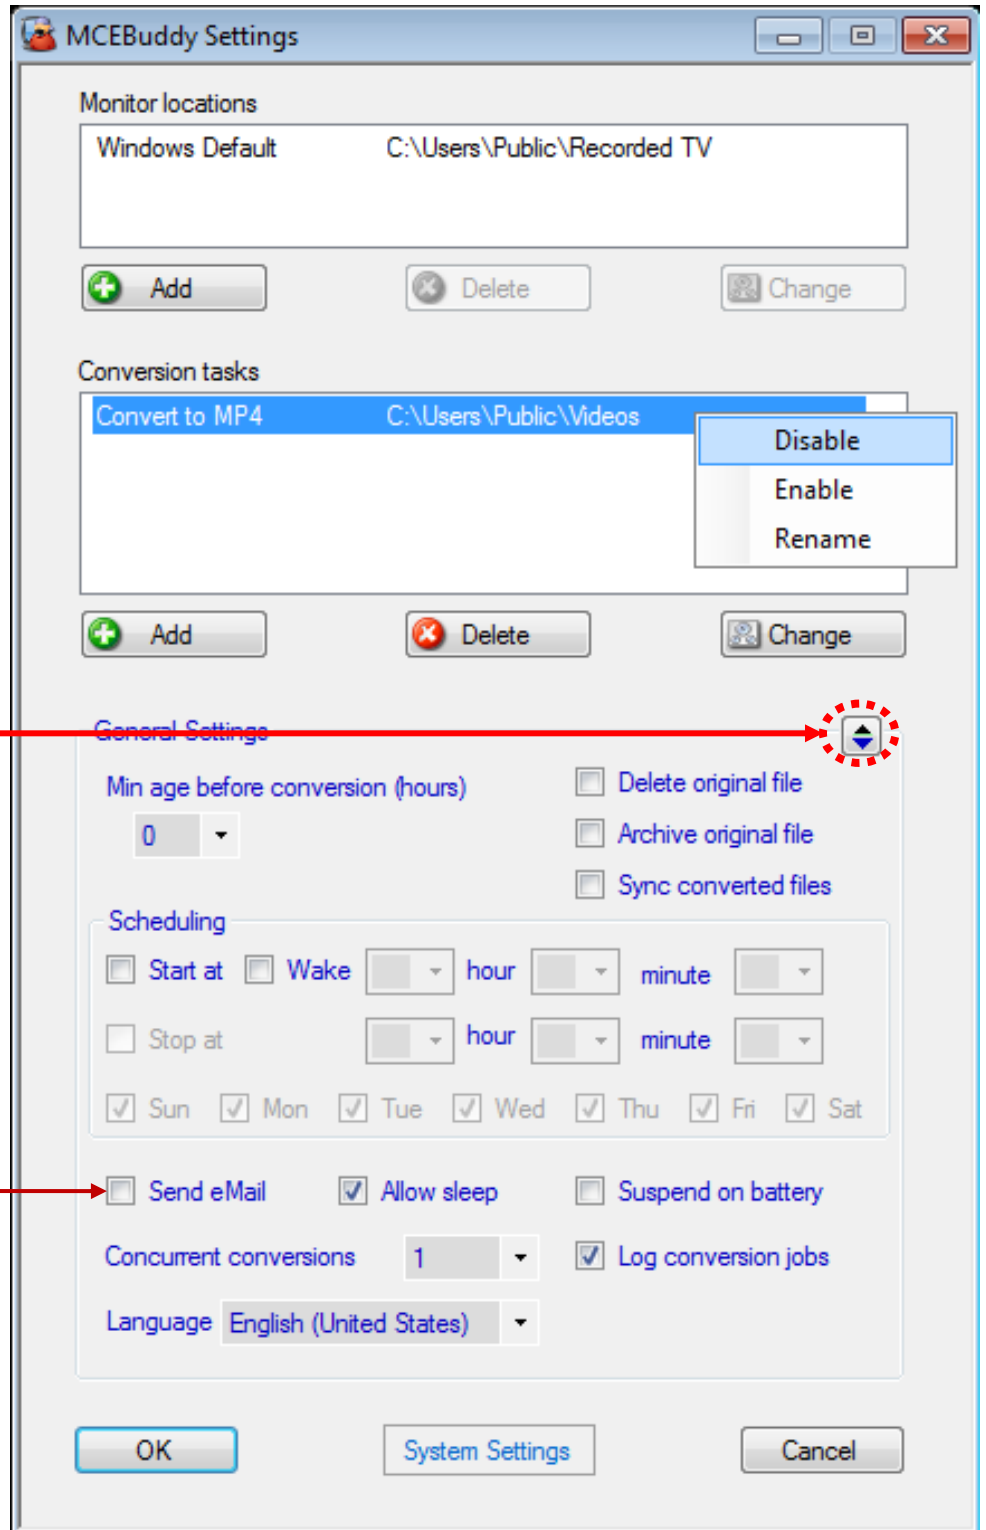 MCEBuddy Settings
Monitor locations
Windows Default C:\Users\Public\Recorded TV
Add Delete Change
Conversion tasks
Convert to MP4 C:\Users\Public\Videos
Disable
Enable
Rename
Add Delete Change
General Settings
Min age before conversion (hours) Delete original file
0 Archive original file
Sync converted files
Scheduling
Start at Wake hour minute
Stop at hour minute
Sun Mon Tue Wed Thu Fri Sat
Send eMail Allow sleep Suspend on battery
Concurrent conversions 1 Log conversion jobs
Language English (United States)
OK System Settings Cancel